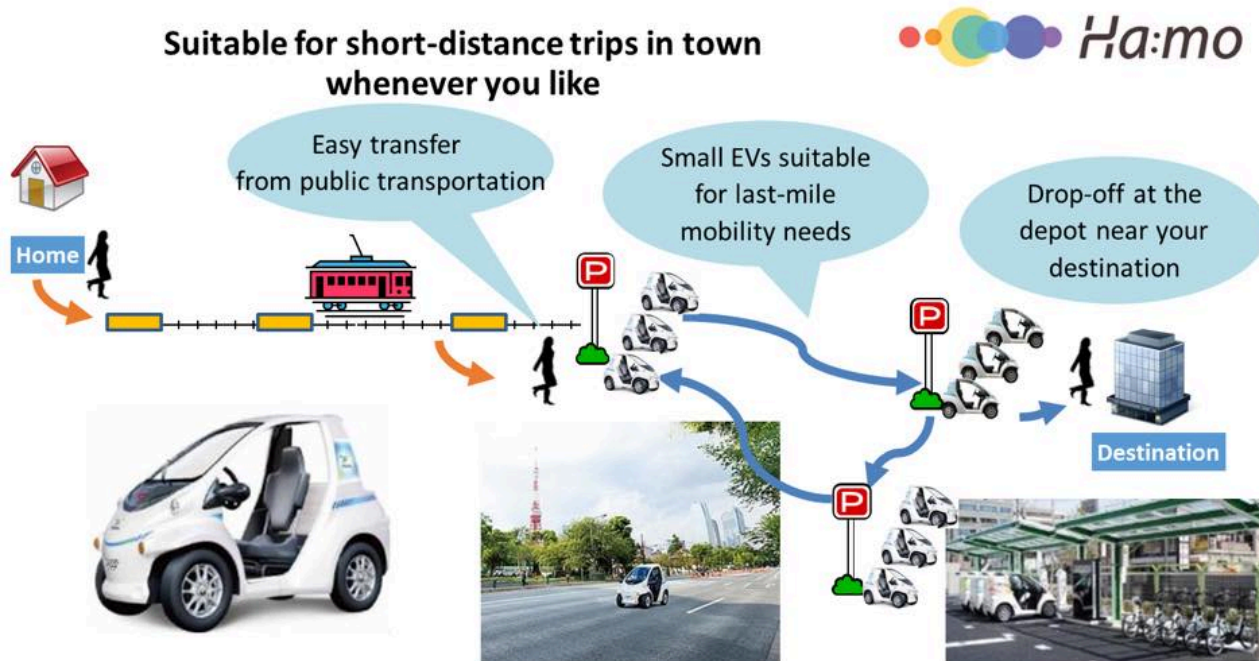 Suitable for short-distance trips in town
whenever you like
Ha:mo
Easy transfer
from public transportation
Small EVs suitable
for last-mile
mobility needs
Drop-off at the
depot near your
destination
Home
P
P
Destination
P